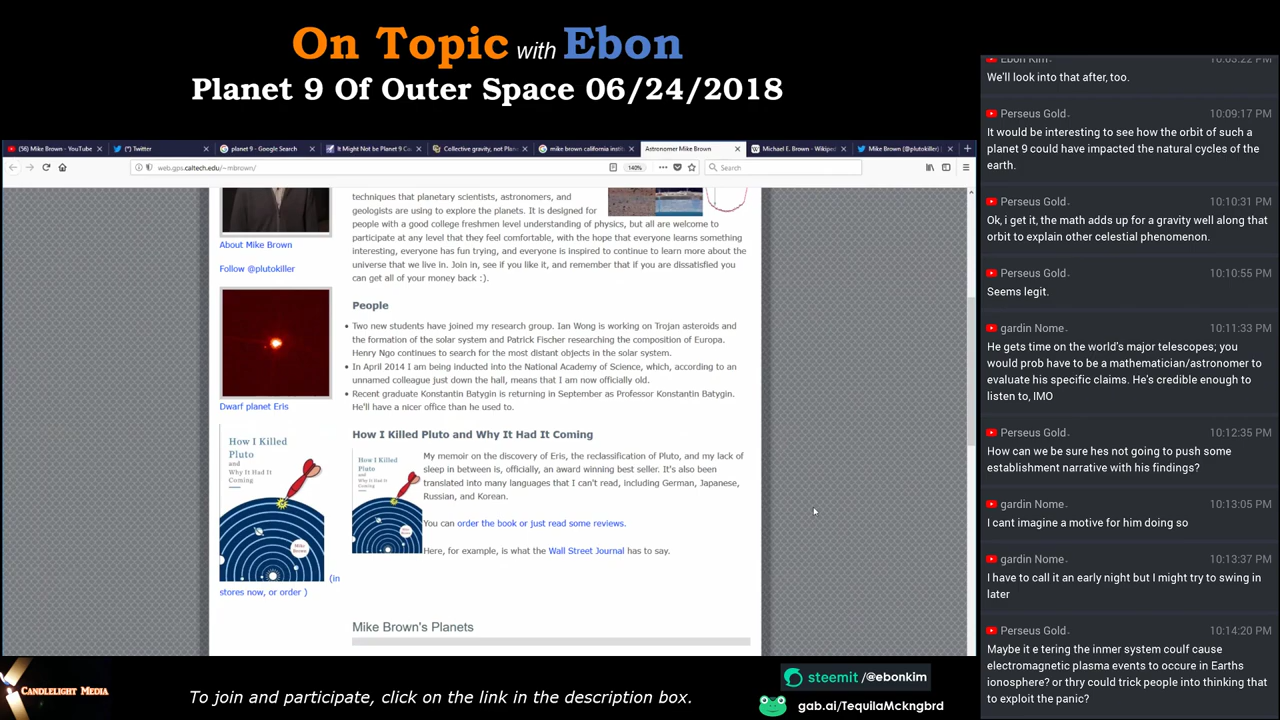 On Topic with Ebon
Planet 9 Of Outer Space 06/24/2018
(56) Mike Brown - YouTube
(*) Twitter
planet 9 - Google Search
It Might Not be Planet 9 C
Collective gravity, not Plane
mike brown california instit
Astronomer Mike Brown
Michael E. Brown - Wikiped
Mike Brown (@plutokiller)
web.gps.caltech.edu/~mbrown/
140%
Search
techniques that planetary scientists, astronomers, and
geologists are using to explore the planets. It is designed for
people with a good college freshmen level understanding of physics, but all are welcome to
participate at any level that they feel comfortable, with the hope that everyone learns something
interesting, everyone has fun trying, and everyone is inspired to continue to learn more about the
universe that we live in. Join in, see if you like it, and remember that if you are dissatisfied you
can get all of your money back :).
About Mike Brown
Follow @plutokiller
Dwarf planet Eris
How I Killed
Pluto
and
Why It Had It
Coming
Mike
Brown
(in
stores now, or order )
People
Two new students have joined my research group. Ian Wong is working on Trojan asteroids and
the formation of the solar system and Patrick Fischer researching the composition of Europa.
Henry Ngo continues to search for the most distant objects in the solar system.
In April 2014 I am being inducted into the National Academy of Science, which, according to an
unnamed colleague just down the hall, means that I am now officially old.
Recent graduate Konstantin Batygin is returning in September as Professor Konstantin Batygin.
He'll have a nicer office than he used to.
How I Killed Pluto and Why It Had It Coming
How I Killed
Pluto
and
Why It Had It
Coming
My memoir on the discovery of Eris, the reclassification of Pluto, and my lack of
sleep in between is, officially, an award winning best seller. It's also been
translated into many languages that I can't read, including German, Japanese,
Russian, and Korean.
You can order the book or just read some reviews.
Here, for example, is what the Wall Street Journal has to say.
Mike Brown's Planets
Ebon Kim
10:03:22 PM
We'll look into that after, too.
Perseus Gold
10:09:17 PM
It would be interesting to see how the orbit of such a
planet 9 could influence some of the natural cycles of the
earth.
Perseus Gold
10:10:31 PM
Ok, i get it, the nath adds up for a gravity well along that
orbit to explain other celestial phenomenon.
Perseus Gold
10:10:55 PM
Seems legit.
gardin Nome
10:11:33 PM
He gets time on the world's major telescopes; you
would probably need to a mathematician/astronomer to
evaluate his specific claims. He's credible enough to
listen to, IMO
Perseus Gold
10:12:35 PM
How can we be sure hes not going to push some
establishment narrative with his findings?
gardin Nome
10:13:05 PM
I cant imagine a motive for him doing so
gardin Nome
10:13:37 PM
I have to call it an early night but I might try to swing in
later
Perseus Gold
10:14:20 PM
Maybe it e tering the inmer system coulf cause
electromagnetic plasma events to occure in Earths
ionosphere? or thry could trick people into thinking that
to exploit the panic?
CANDLELIGHT MEDIA
To join and participate, click on the link in the description box.
steemit /@ebonkim
gab.ai/TequilaMckngbrd